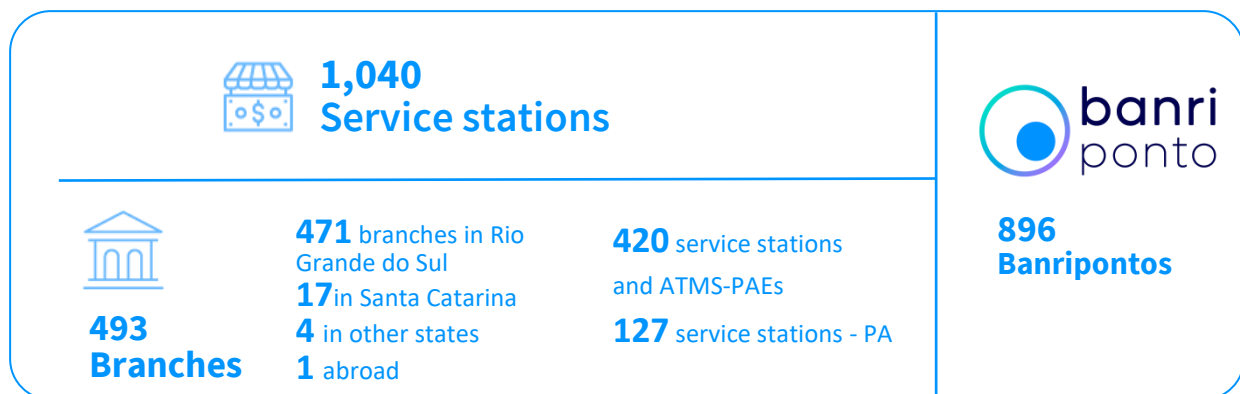 1,040
Service stations
493
Branches
471 branches in Rio
Grande do Sul
17in Santa Catarina
4 in other states
1 abroad
420 service stations
and ATMS-PAEs
127 service stations - PA
banri
ponto
896
Banripontos